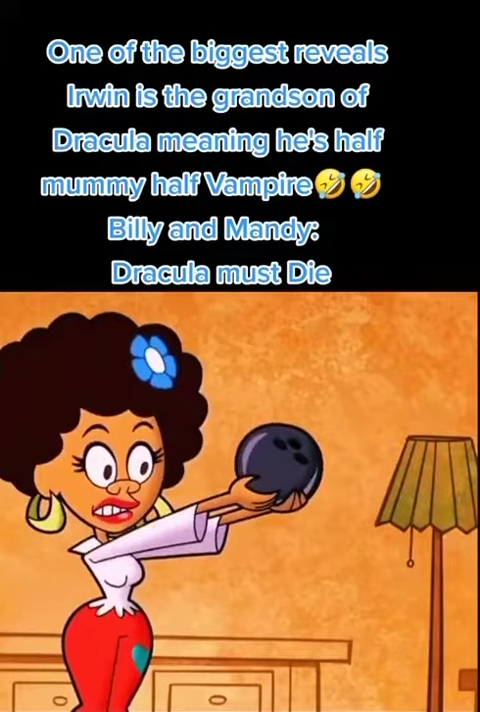 One of the biggest reveals
Irwin is the grandson of
Dracula meaning he's half
mummy half Vampire🤣🤣
Billy and Mandy:
Dracula must Die